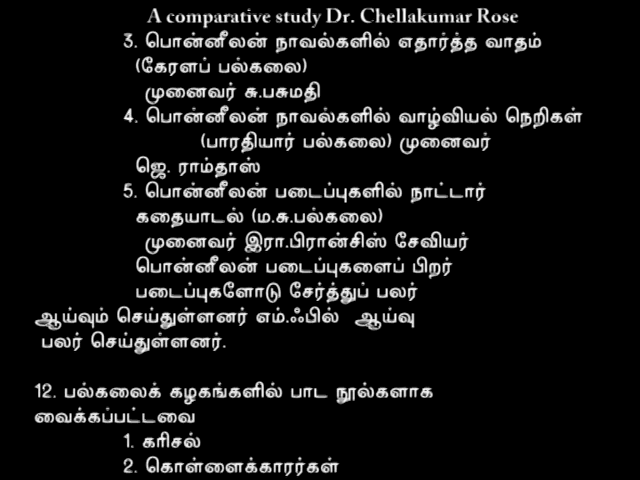 A comparative study Dr. Chellakumar Rose
3. பொன்னீலன் நாவல்களில் எதார்த்த வாதம்
(கேரளப் பல்கலை)
முனைவர் சு.பசுமதி
4. பொன்னீலன் நாவல்களில் வாழ்வியல் நெறிகள்
(பாரதியார் பல்கலை) முனைவர்
ஜெ. ராம்தாஸ்
5. பொன்னீலன் படைப்புகளில் நாட்டார்
கதையாடல் (ம.சு.பல்கலை)
முனைவர் இரா.பிரான்சிஸ் சேவியர்
பொன்னீலன் படைப்புகளைப் பிறர்
படைப்புகளோடு சேர்த்துப் பலர்
ஆய்வும் செய்துள்ளனர் எம்.ஃபில் ஆய்வு
பலர் செய்துள்ளனர்.
12. பல்கலைக் கழகங்களில் பாட நூல்களாக
வைக்கப்பட்டவை
1. கரிசல்
2. கொள்ளைக்காரர்கள்